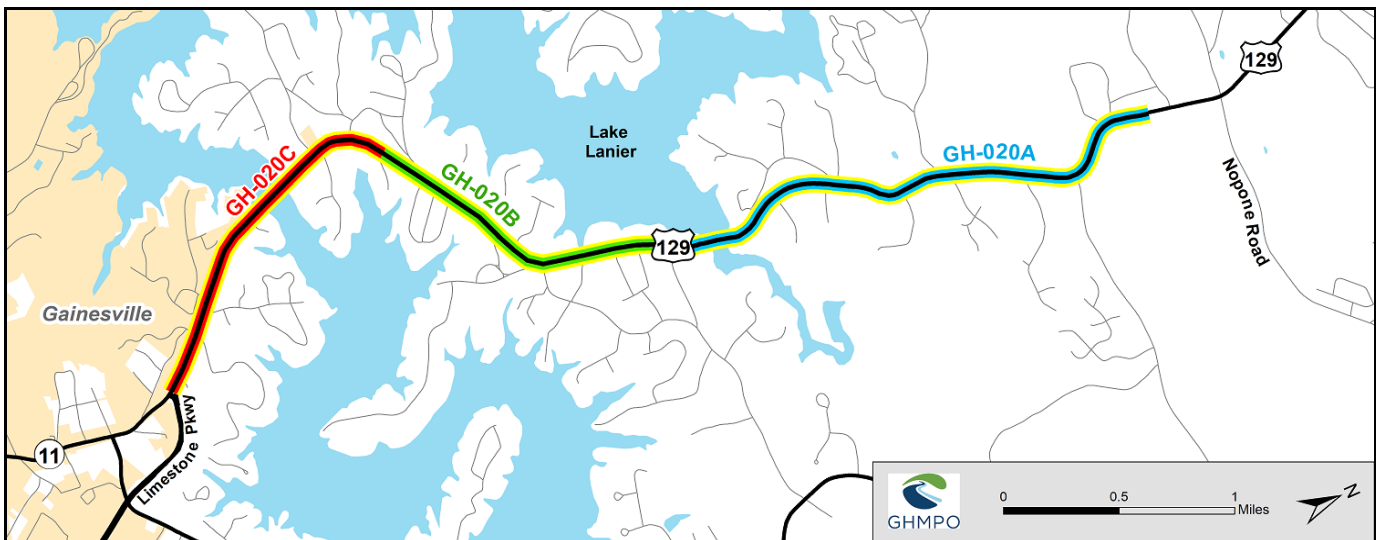 129
Lake
Lanier
GH-020A
GH-020C
GH-020B
Nopone Road
129
Gainesville
Limestone Pkwy
11
GHMPO
0 0.5 1
Miles
N